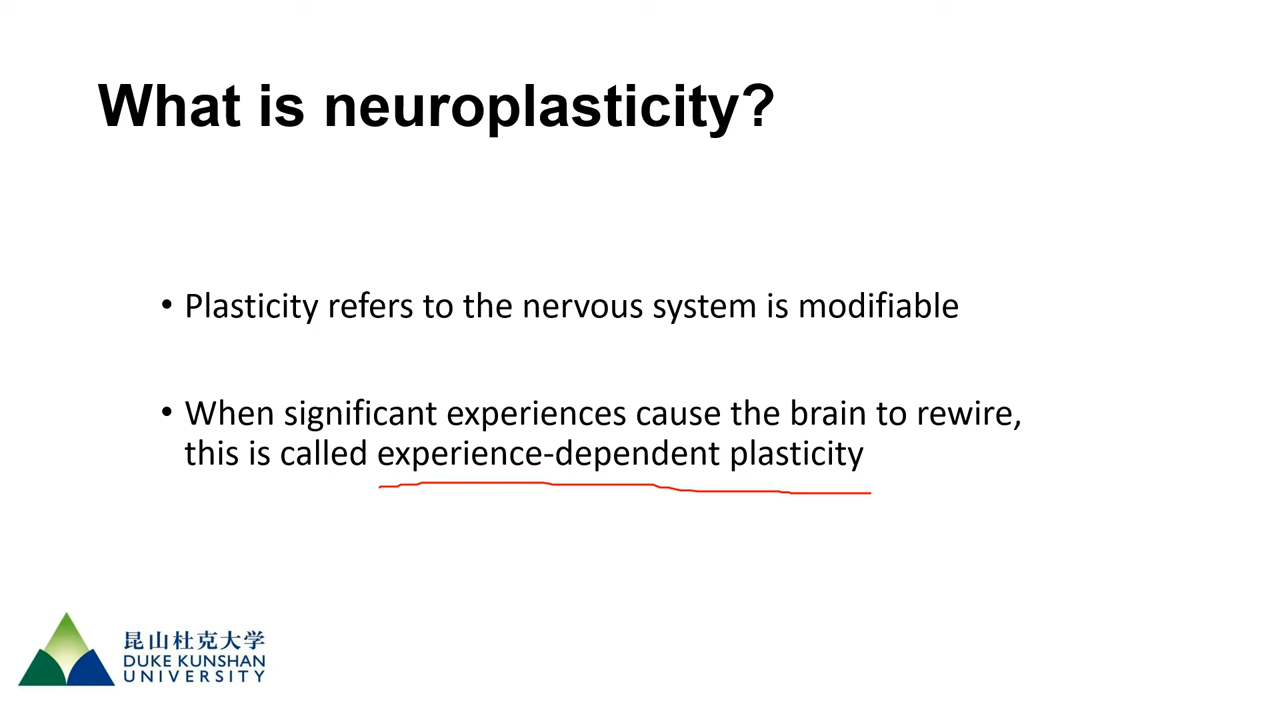 What is neuroplasticity?
• Plasticity refers to the nervous system is modifiable
• When significant experiences cause the brain to rewire,
this is called experience-dependent plasticity
昆山杜克大学
DUKE KUNSHAN
UNIVERSITY